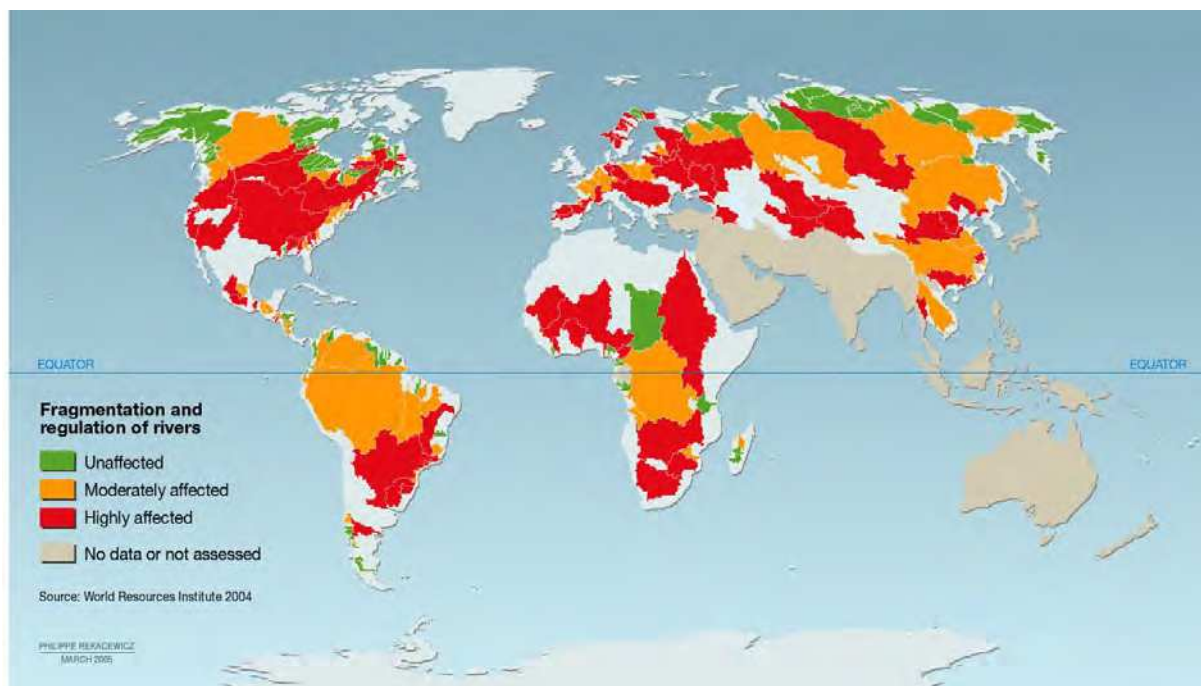 EQUATOR
EQUATOR
Fragmentation and
regulation of rivers
Unaffected
Moderately affected
Highly affected
No data or not assessed
Source: World Resources Institute 2004
PHILIPPE REKACEWICZ
MARCH 2005